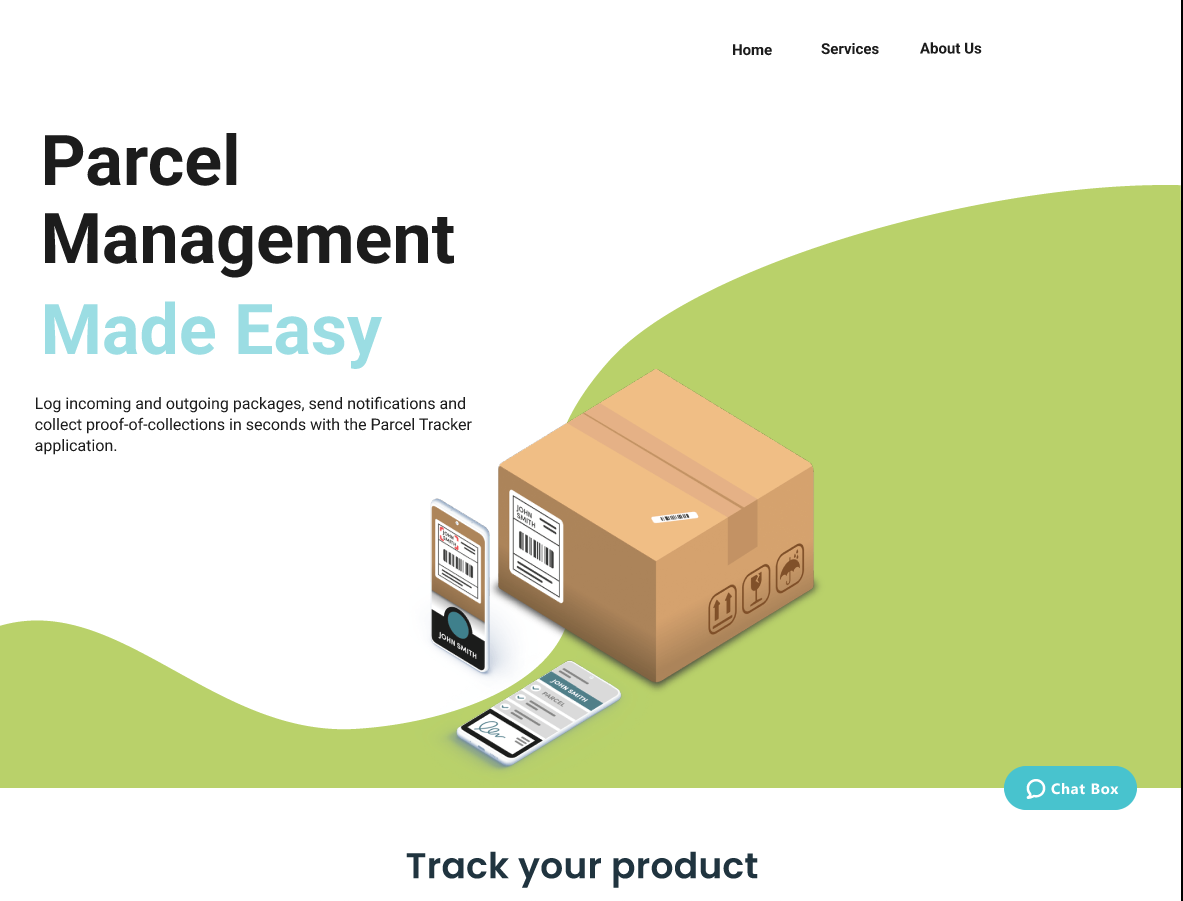 Home Services About Us
Parcel
Management
Made Easy
Log incoming and outgoing packages, send notifications and
collect proof-of-collections in seconds with the Parcel Tracker
application.
JOHN
SMITH
JOHN
SMITH
JOHN SMITH
JOHN SMITH
PARCEL
Chat Box
Track your product